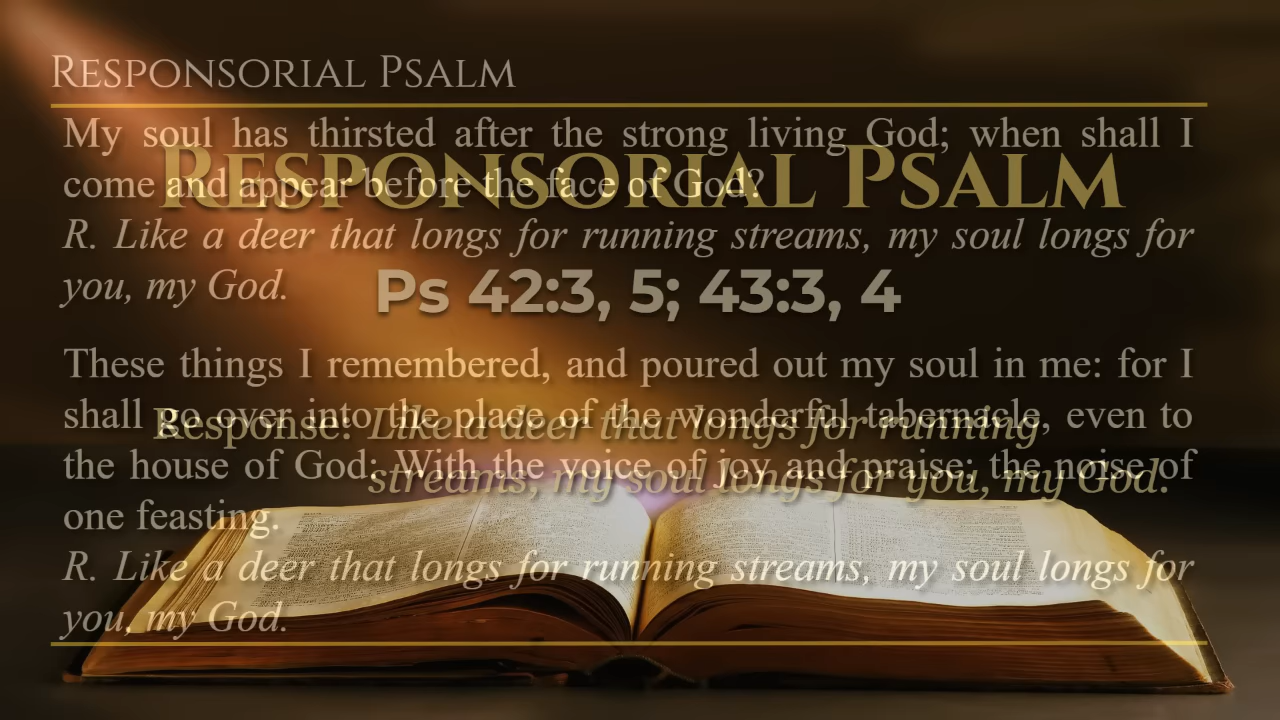 Responsorial Psalm
My soul has thirsted after the strong living God; when shall I
come and appear before the face of God?
R. Like a deer that longs for running streams, my soul longs for
you, my God.
These things I remembered, and poured out my soul in me: for I
shall go over into the place of the wonderful tabernacle, even to
the house of God. With the voice of joy and praise; the noise of
one feasting.
R. Like a deer that longs for running streams, my soul longs for
you, my God.
Responsorial Psalm
Ps 42:3, 5; 43:3, 4
Response: Like a deer that longs for running
streams, my soul longs for you, my God.